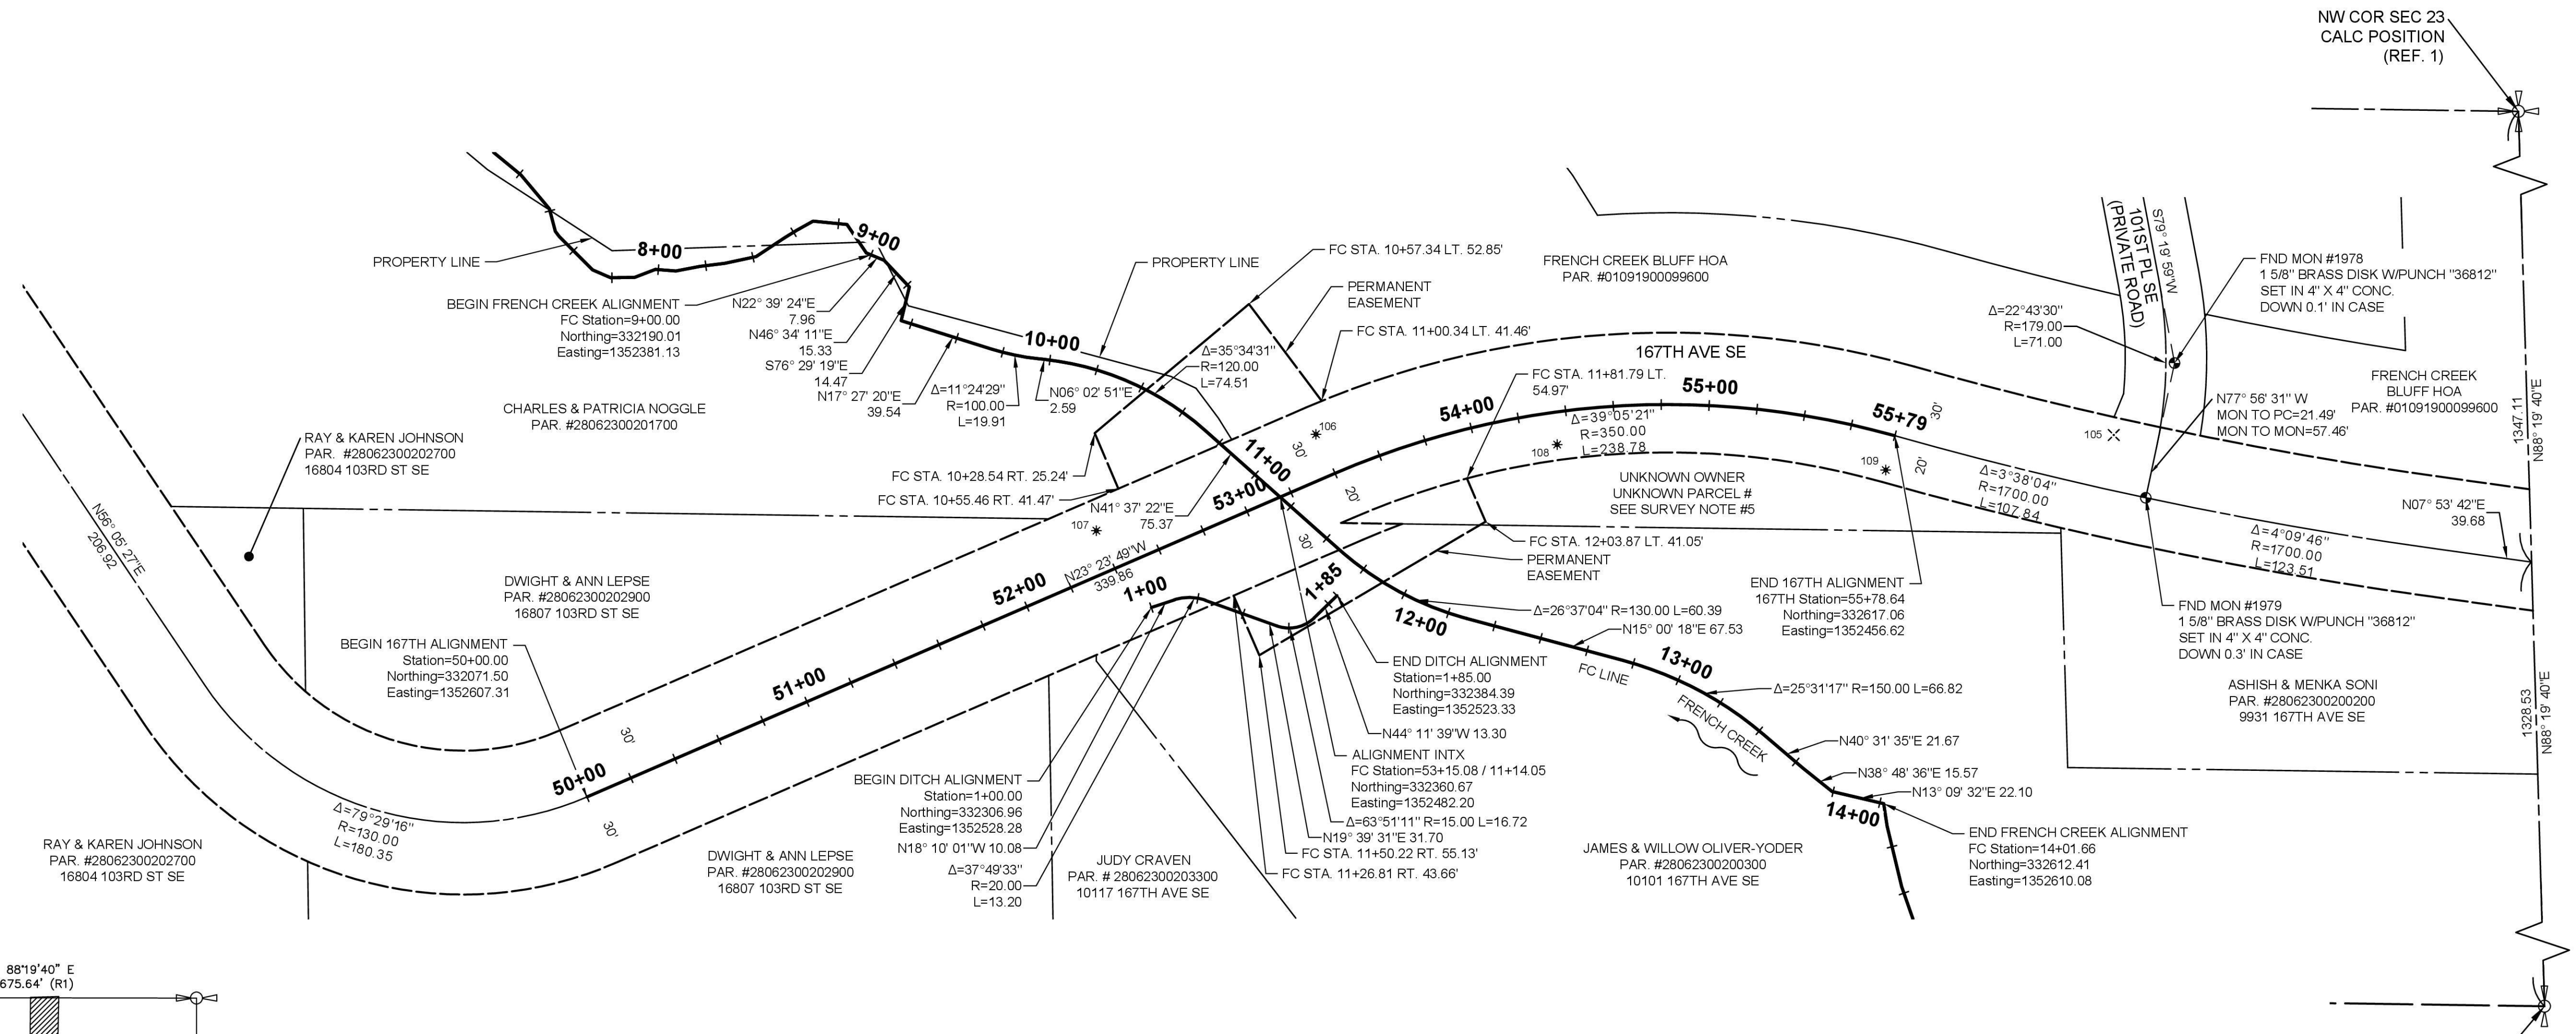 NW COR SEC 23
CALC POSITION
(REF. 1)
PROPERTY LINE
8+00
9+00
BEGIN FRENCH CREEK ALIGNMENT
FC Station=9+00.00
Northing=332190.01
Easting=1352381.13
N22° 39' 24"E
7.96
N46° 34' 11"E
15.33
S76° 29' 19"E
14.47
N17° 27' 20"E
39.54
Δ=11°24'29"
R=100.00
L=19.91
10+00
N06° 02' 51"E
2.59
PROPERTY LINE
Δ=35°34'31"
R=120.00
L=74.51
FC STA. 10+57.34 LT. 52.85'
PERMANENT
EASEMENT
FC STA. 11+00.34 LT. 41.46'
FRENCH CREEK BLUFF HOA
PAR. #01091900099600
167TH AVE SE
FC STA. 11+81.79 LT.
54.97'
54+00
55+00
55+79
30'
Δ=39°05'21"
R=350.00
L=238.78
106
108
109
105
20'
101ST PL SE
(PRIVATE ROAD)
S79° 19' 59"W
Δ=22°43'30"
R=179.00
L=71.00
FND MON #1978
1 5/8" BRASS DISK W/PUNCH "36812"
SET IN 4" X 4" CONC.
DOWN 0.1' IN CASE
FRENCH CREEK
BLUFF HOA
PAR. #01091900099600
N77° 56' 31" W
MON TO PC=21.49'
MON TO MON=57.46'
1347.11
N88° 19' 40"E
N07° 53' 42"E
39.68
Δ=3°38'04"
R=1700.00
L=107.84
Δ=4°09'46"
R=1700.00
L=123.51
CHARLES & PATRICIA NOGGLE
PAR. #28062300201700
RAY & KAREN JOHNSON
PAR. #28062300202700
16804 103RD ST SE
FC STA. 10+28.54 RT. 25.24'
FC STA. 10+55.46 RT. 41.47'
N41° 37' 22"E
75.37
107
11+00
30'
53+00
20'
UNKNOWN OWNER
UNKNOWN PARCEL #
SEE SURVEY NOTE #5
FC STA. 12+03.87 LT. 41.05'
PERMANENT
EASEMENT
N56° 05' 27"E
206.92
DWIGHT & ANN LEPSE
PAR. #28062300202900
16807 103RD ST SE
N23° 23' 49"W
339.86
52+00
1+00
30'
1+85
12+00
Δ=26°37'04" R=130.00 L=60.39
N15° 00' 18"E 67.53
END 167TH ALIGNMENT
167TH Station=55+78.64
Northing=332617.06
Easting=1352456.62
FND MON #1979
1 5/8" BRASS DISK W/PUNCH "36812"
SET IN 4" X 4" CONC.
DOWN 0.3' IN CASE
BEGIN 167TH ALIGNMENT
Station=50+00.00
Northing=332071.50
Easting=1352607.31
51+00
END DITCH ALIGNMENT
Station=1+85.00
Northing=332384.39
Easting=1352523.33
N44° 11' 39"W 13.30
FC LINE
13+00
Δ=25°31'17" R=150.00 L=66.82
FRENCH CREEK
N40° 31' 35"E 21.67
N38° 48' 36"E 15.57
N13° 09' 32"E 22.10
14+00
END FRENCH CREEK ALIGNMENT
FC Station=14+01.66
Northing=332612.41
Easting=1352610.08
ASHISH & MENKA SONI
PAR. #28062300200200
9931 167TH AVE SE
1328.53
N88° 19' 40"E
30'
50+00
30'
BEGIN DITCH ALIGNMENT
Station=1+00.00
Northing=332306.96
Easting=1352528.28
N18° 10' 01"W 10.08
Δ=37°49'33"
R=20.00
L=13.20
ALIGNMENT INTX
FC Station=53+15.08 / 11+14.05
Northing=332360.67
Easting=1352482.20
Δ=63°51'11" R=15.00 L=16.72
N19° 39' 31"E 31.70
FC STA. 11+50.22 RT. 55.13'
FC STA. 11+26.81 RT. 43.66'
Δ=79°29'16"
R=130.00
L=180.35
RAY & KAREN JOHNSON
PAR. #28062300202700
16804 103RD ST SE
DWIGHT & ANN LEPSE
PAR. #28062300202900
16807 103RD ST SE
JUDY CRAVEN
PAR. # 28062300203300
10117 167TH AVE SE
JAMES & WILLOW OLIVER-YODER
PAR. #28062300200300
10101 167TH AVE SE
88°19'40" E
675.64' (R1)